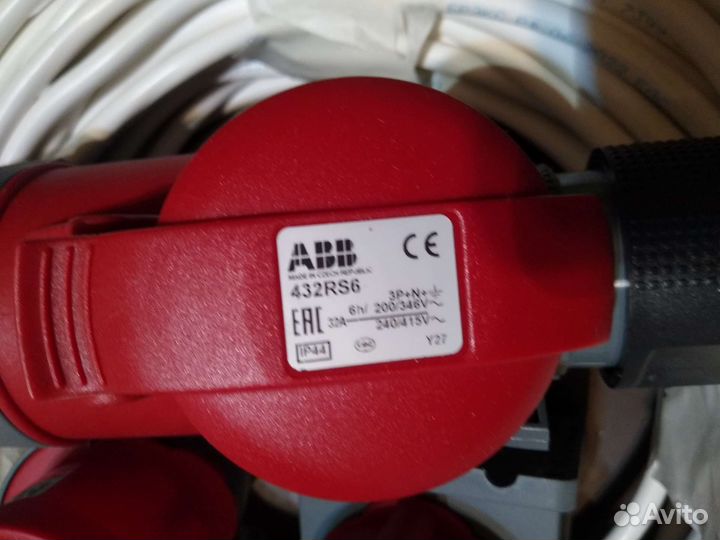 ABB CE
MADE IN CZECH REPUBLIC
432RS6
3P+N+⏚
EAC 32A 6h/ 200/346V~
240/415V~
IP44 Y27
Avito